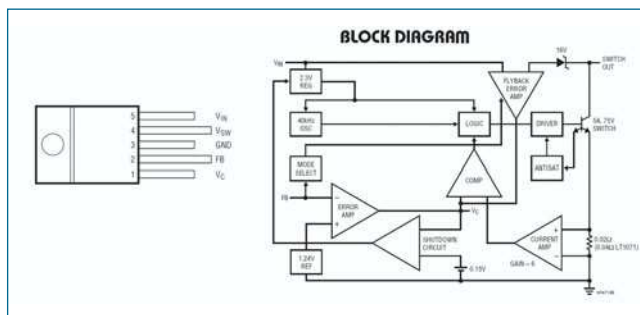 BLOCK DIAGRAM
5
VIN
4
VSW
3
GND
2
FB
1
VC
VIN
16V
SWITCH
OUT
2.3V
REG
FLYBACK
ERROR
AMP
40kHz
OSC
LOGIC
DRIVER
5A, 75V
SWITCH
MODE
SELECT
ANTISAT
COMP
FB
−
ERROR
AMP
+
VC
SHUTDOWN
CIRCUIT
+
CURRENT
AMP
−
0.02Ω
(0.04Ω LT1071)
GAIN ≈ 6
1.24V
REF
0.15V